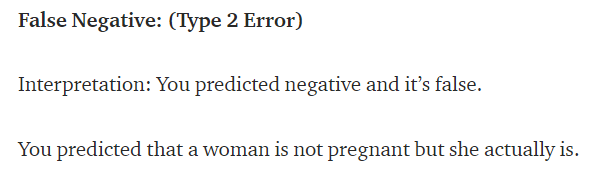 False Negative: (Type 2 Error)
Interpretation: You predicted negative and it’s false.
You predicted that a woman is not pregnant but she actually is.